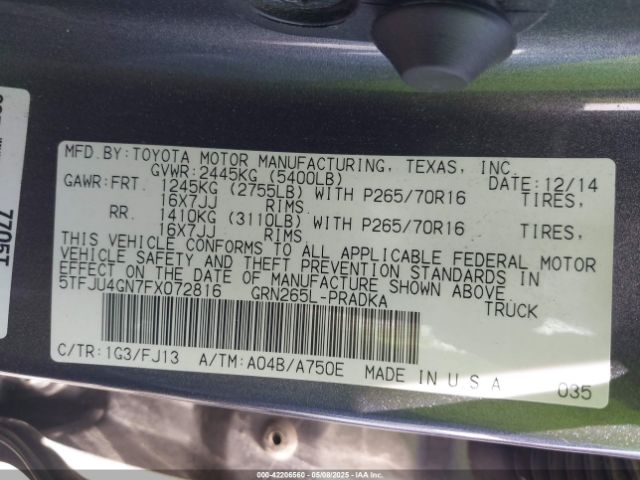 MFD.BY:TOYOTA MOTOR MANUFACTURING, TEXAS, INC.
GVWR:2445KG (5400LB) DATE:12/14
GAWR:FRT. 1245KG (2755LB) WITH P265/70R16 TIRES,
16X7JJ RIMS
RR. 1410KG (3110LB) WITH P265/70R16 TIRES,
16X7JJ RIMS
THIS VEHICLE CONFORMS TO ALL APPLICABLE FEDERAL MOTOR
VEHICLE SAFETY AND THEFT PREVENTION STANDARDS IN
EFFECT ON THE DATE OF MANUFACTURE SHOWN ABOVE.
5TFJU4GN7FX072816 GRN265L-PRADKA TRUCK
C/TR:1G3/FJ13 A/TM:A04B/A750E MADE IN U S A
035
7705T
000-42206560 - 05/08/2025 - IAAI.COM